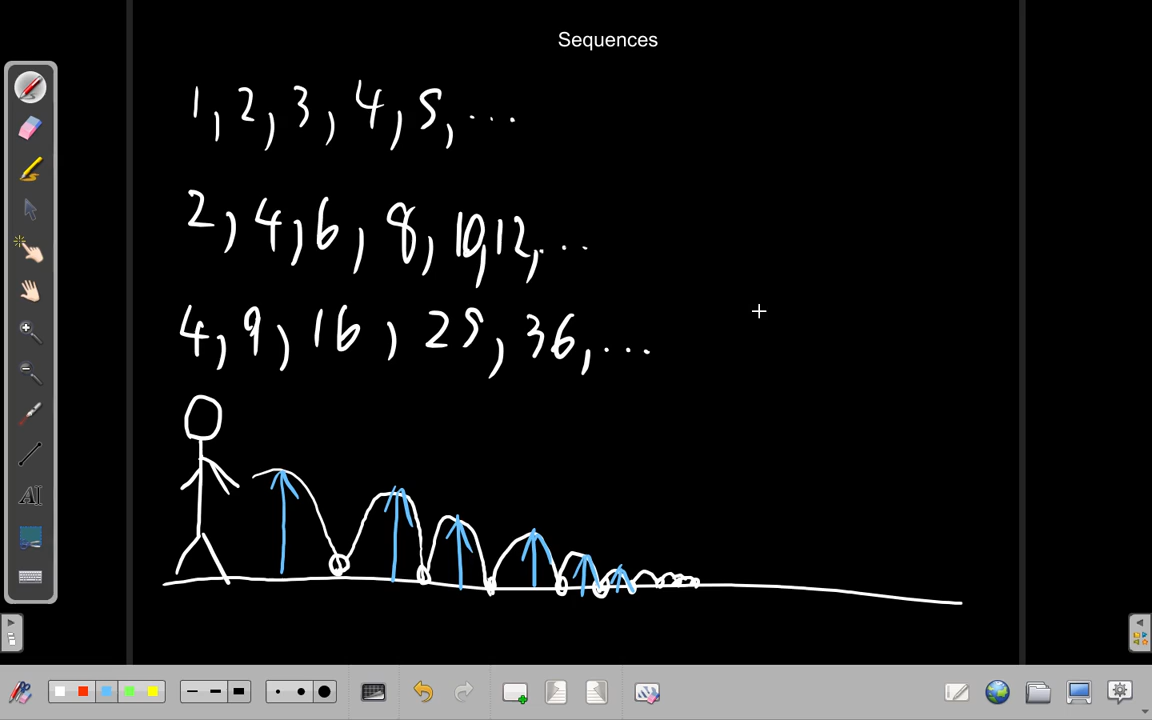 Sequences
1, 2, 3, 4, 5, ...
2, 4, 6, 8, 10, 12, ...
4, 9, 16, 25, 36, ...